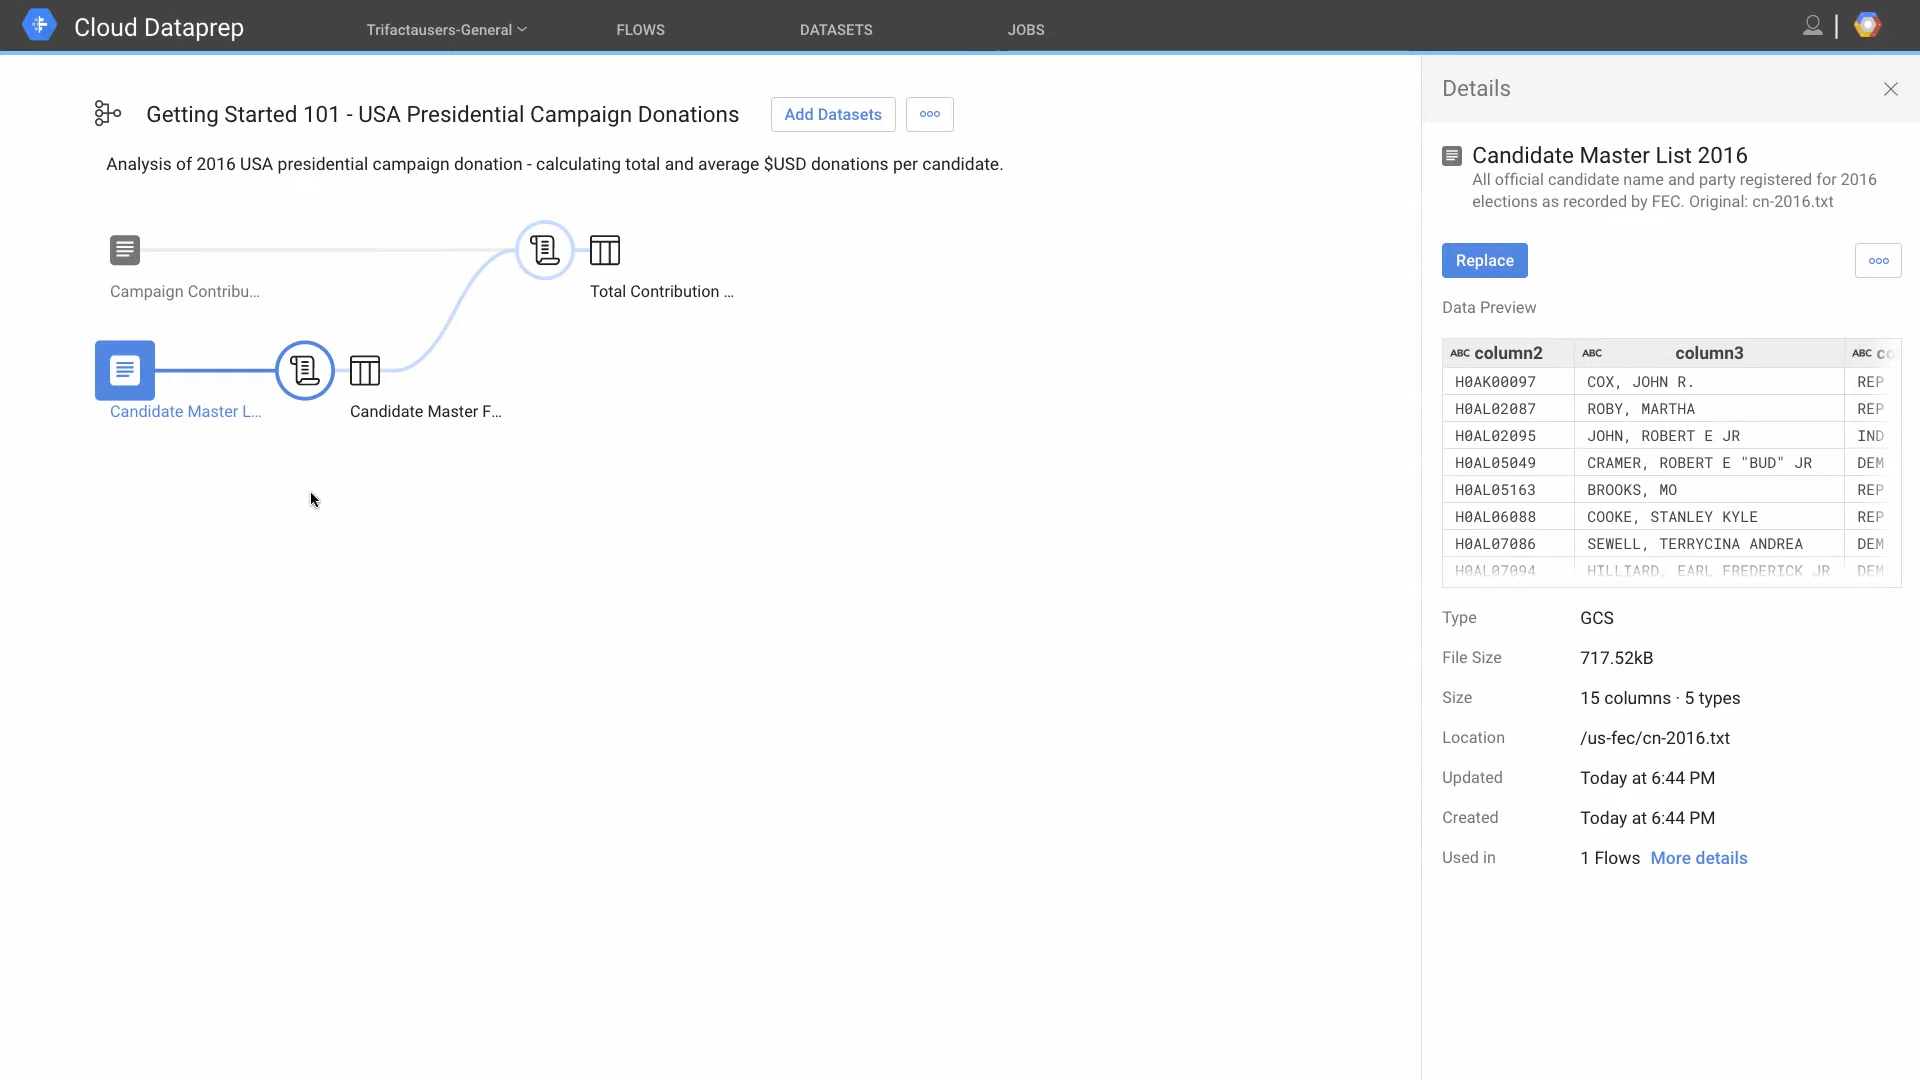 Cloud Dataprep
Trifactausers-General
FLOWS
DATASETS
JOBS
Getting Started 101 - USA Presidential Campaign Donations
Add Datasets
Analysis of 2016 USA presidential campaign donation - calculating total and average $USD donations per candidate.
Campaign Contribu...
Total Contribution ...
Candidate Master L...
Candidate Master F...
Details
Candidate Master List 2016
All official candidate name and party registered for 2016
elections as recorded by FEC. Original: cn-2016.txt
Replace
Data Preview
ABC column2 ABC column3 ABC co
H0AK00097 COX, JOHN R. REP
H0AL02087 ROBY, MARTHA REP
H0AL02095 JOHN, ROBERT E JR IND
H0AL05049 CRAMER, ROBERT E "BUD" JR DEM
H0AL05163 BROOKS, MO REP
H0AL06088 COOKE, STANLEY KYLE REP
H0AL07086 SEWELL, TERRYCINA ANDREA DEM
H0AL07094 HILLIARD, EARL FREDERICK JR DEM
Type GCS
File Size 717.52kB
Size 15 columns · 5 types
Location /us-fec/cn-2016.txt
Updated Today at 6:44 PM
Created Today at 6:44 PM
Used in 1 Flows More details